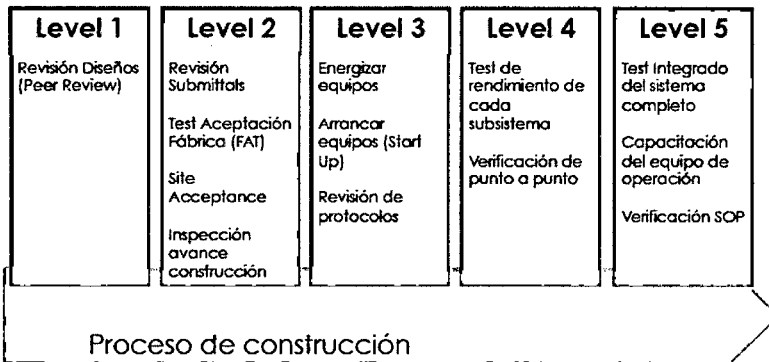 Level 1
Revisión Diseños
(Peer Review)
Level 2
Revisión
Submittals
Test Aceptación
Fábrica (FAT)
Site
Acceptance
Inspección
avance
construcción
Level 3
Energizar
equipos
Arrancar
equipos (Start
Up)
Revisión de
protocolos
Level 4
Test de
rendimiento de
cada
subsistema
Verificación de
punto a punto
Level 5
Test Integrado
del sistema
completo
Capacitación
del equipo de
operación
Verificación SOP
Proceso de construcción